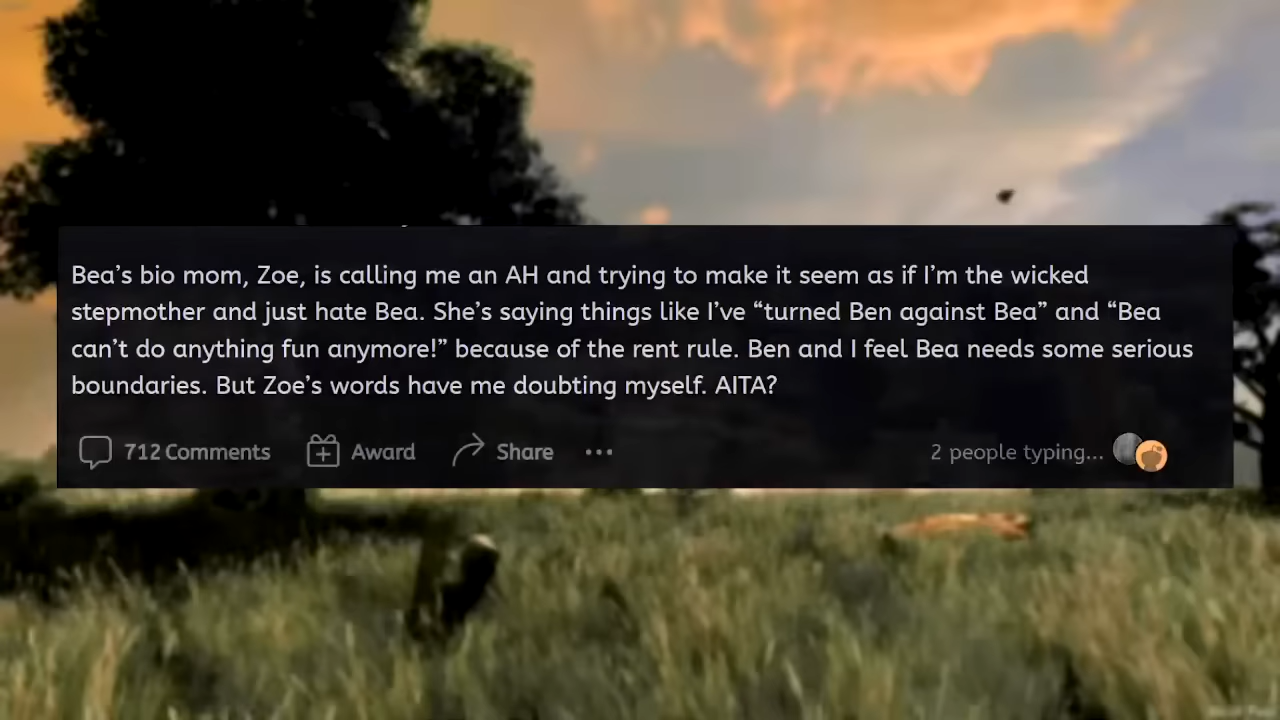 Bea’s bio mom, Zoe, is calling me an AH and trying to make it seem as if I’m the wicked
stepmother and just hate Bea. She’s saying things like I’ve “turned Ben against Bea” and “Bea
can’t do anything fun anymore!” because of the rent rule. Ben and I feel Bea needs some serious
boundaries. But Zoe’s words have me doubting myself. AITA?
712 Comments Award Share 2 people typing...